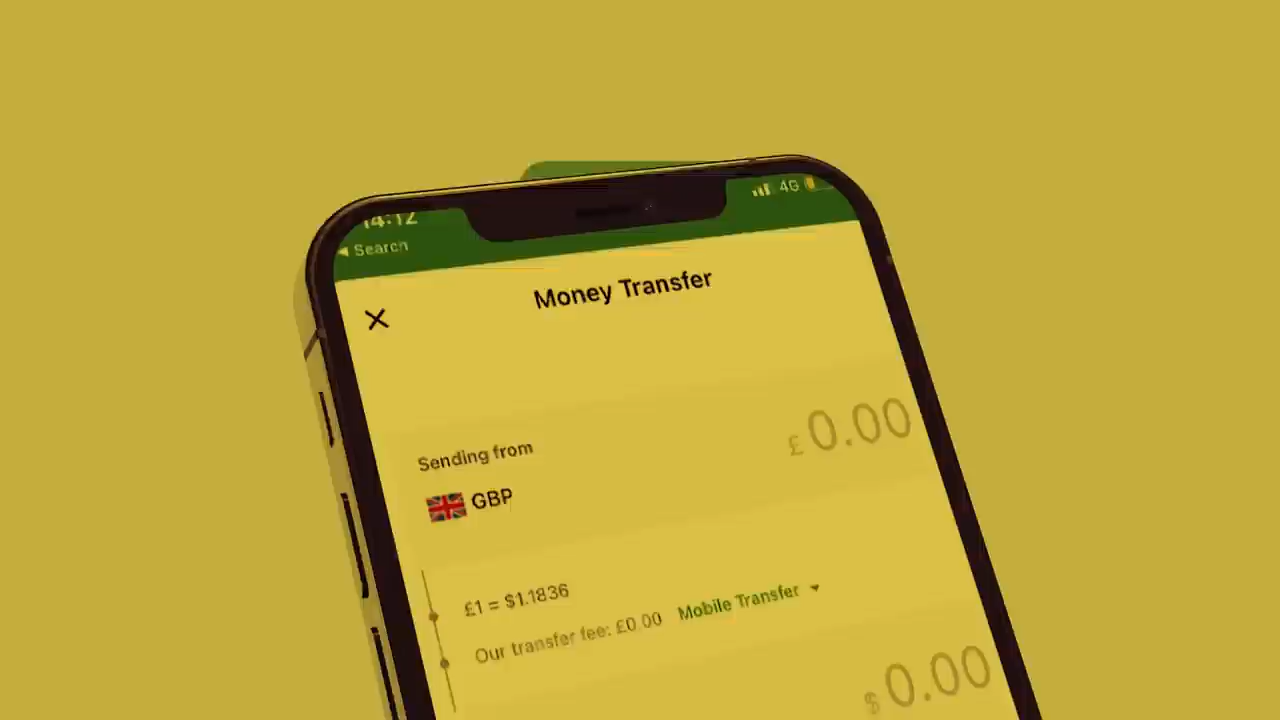 14:12
4G
Search
Money Transfer
£ 0.00
Sending from
GBP
£1 = $1.1836
Our transfer fee: £0.00 Mobile Transfer
$ 0.00